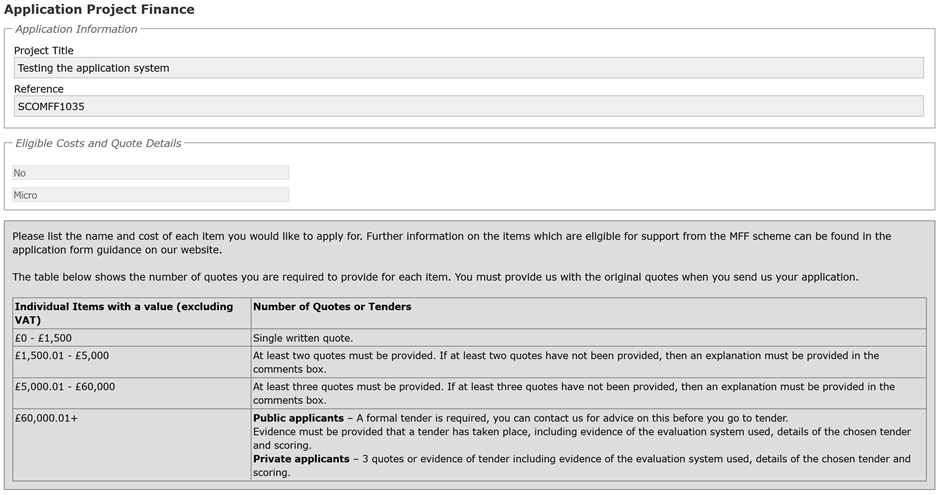 Application Project Finance
Application Information
Project Title
Testing the application system
Reference
SCOMFF1035
Eligible Costs and Quote Details
No
Micro
Please list the name and cost of each item you would like to apply for. Further information on the items which are eligible for support from the MFF scheme can be found in the
application form guidance on our website.
The table below shows the number of quotes you are required to provide for each item. You must provide us with the original quotes when you send us your application.
Individual Items with a value (excluding
VAT)
Number of Quotes or Tenders
£0 - £1,500
Single written quote.
£1,500.01 - £5,000
At least two quotes must be provided. If at least two quotes have not been provided, then an explanation must be provided in the
comments box.
£5,000.01 - £60,000
At least three quotes must be provided. If at least three quotes have not been provided, then an explanation must be provided in the
comments box.
£60,000.01+
Public applicants – A formal tender is required, you can contact us for advice on this before you go to tender.
Evidence must be provided that a tender has taken place, including evidence of the evaluation system used, details of the chosen tender
and scoring.
Private applicants – 3 quotes or evidence of tender including evidence of the evaluation system used, details of the chosen tender and
scoring.